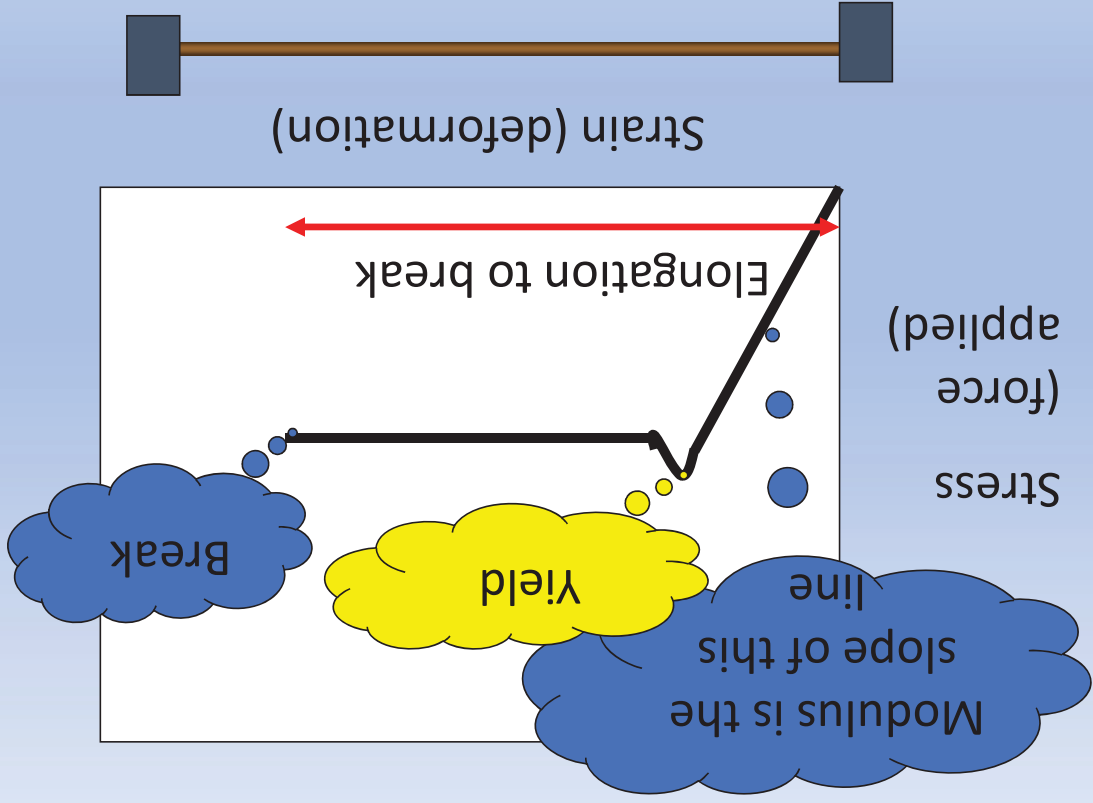 Modulus is the
slope of this
line
Yield
Break
Stress
(force
applied)
Elongation to break
Strain (deformation)